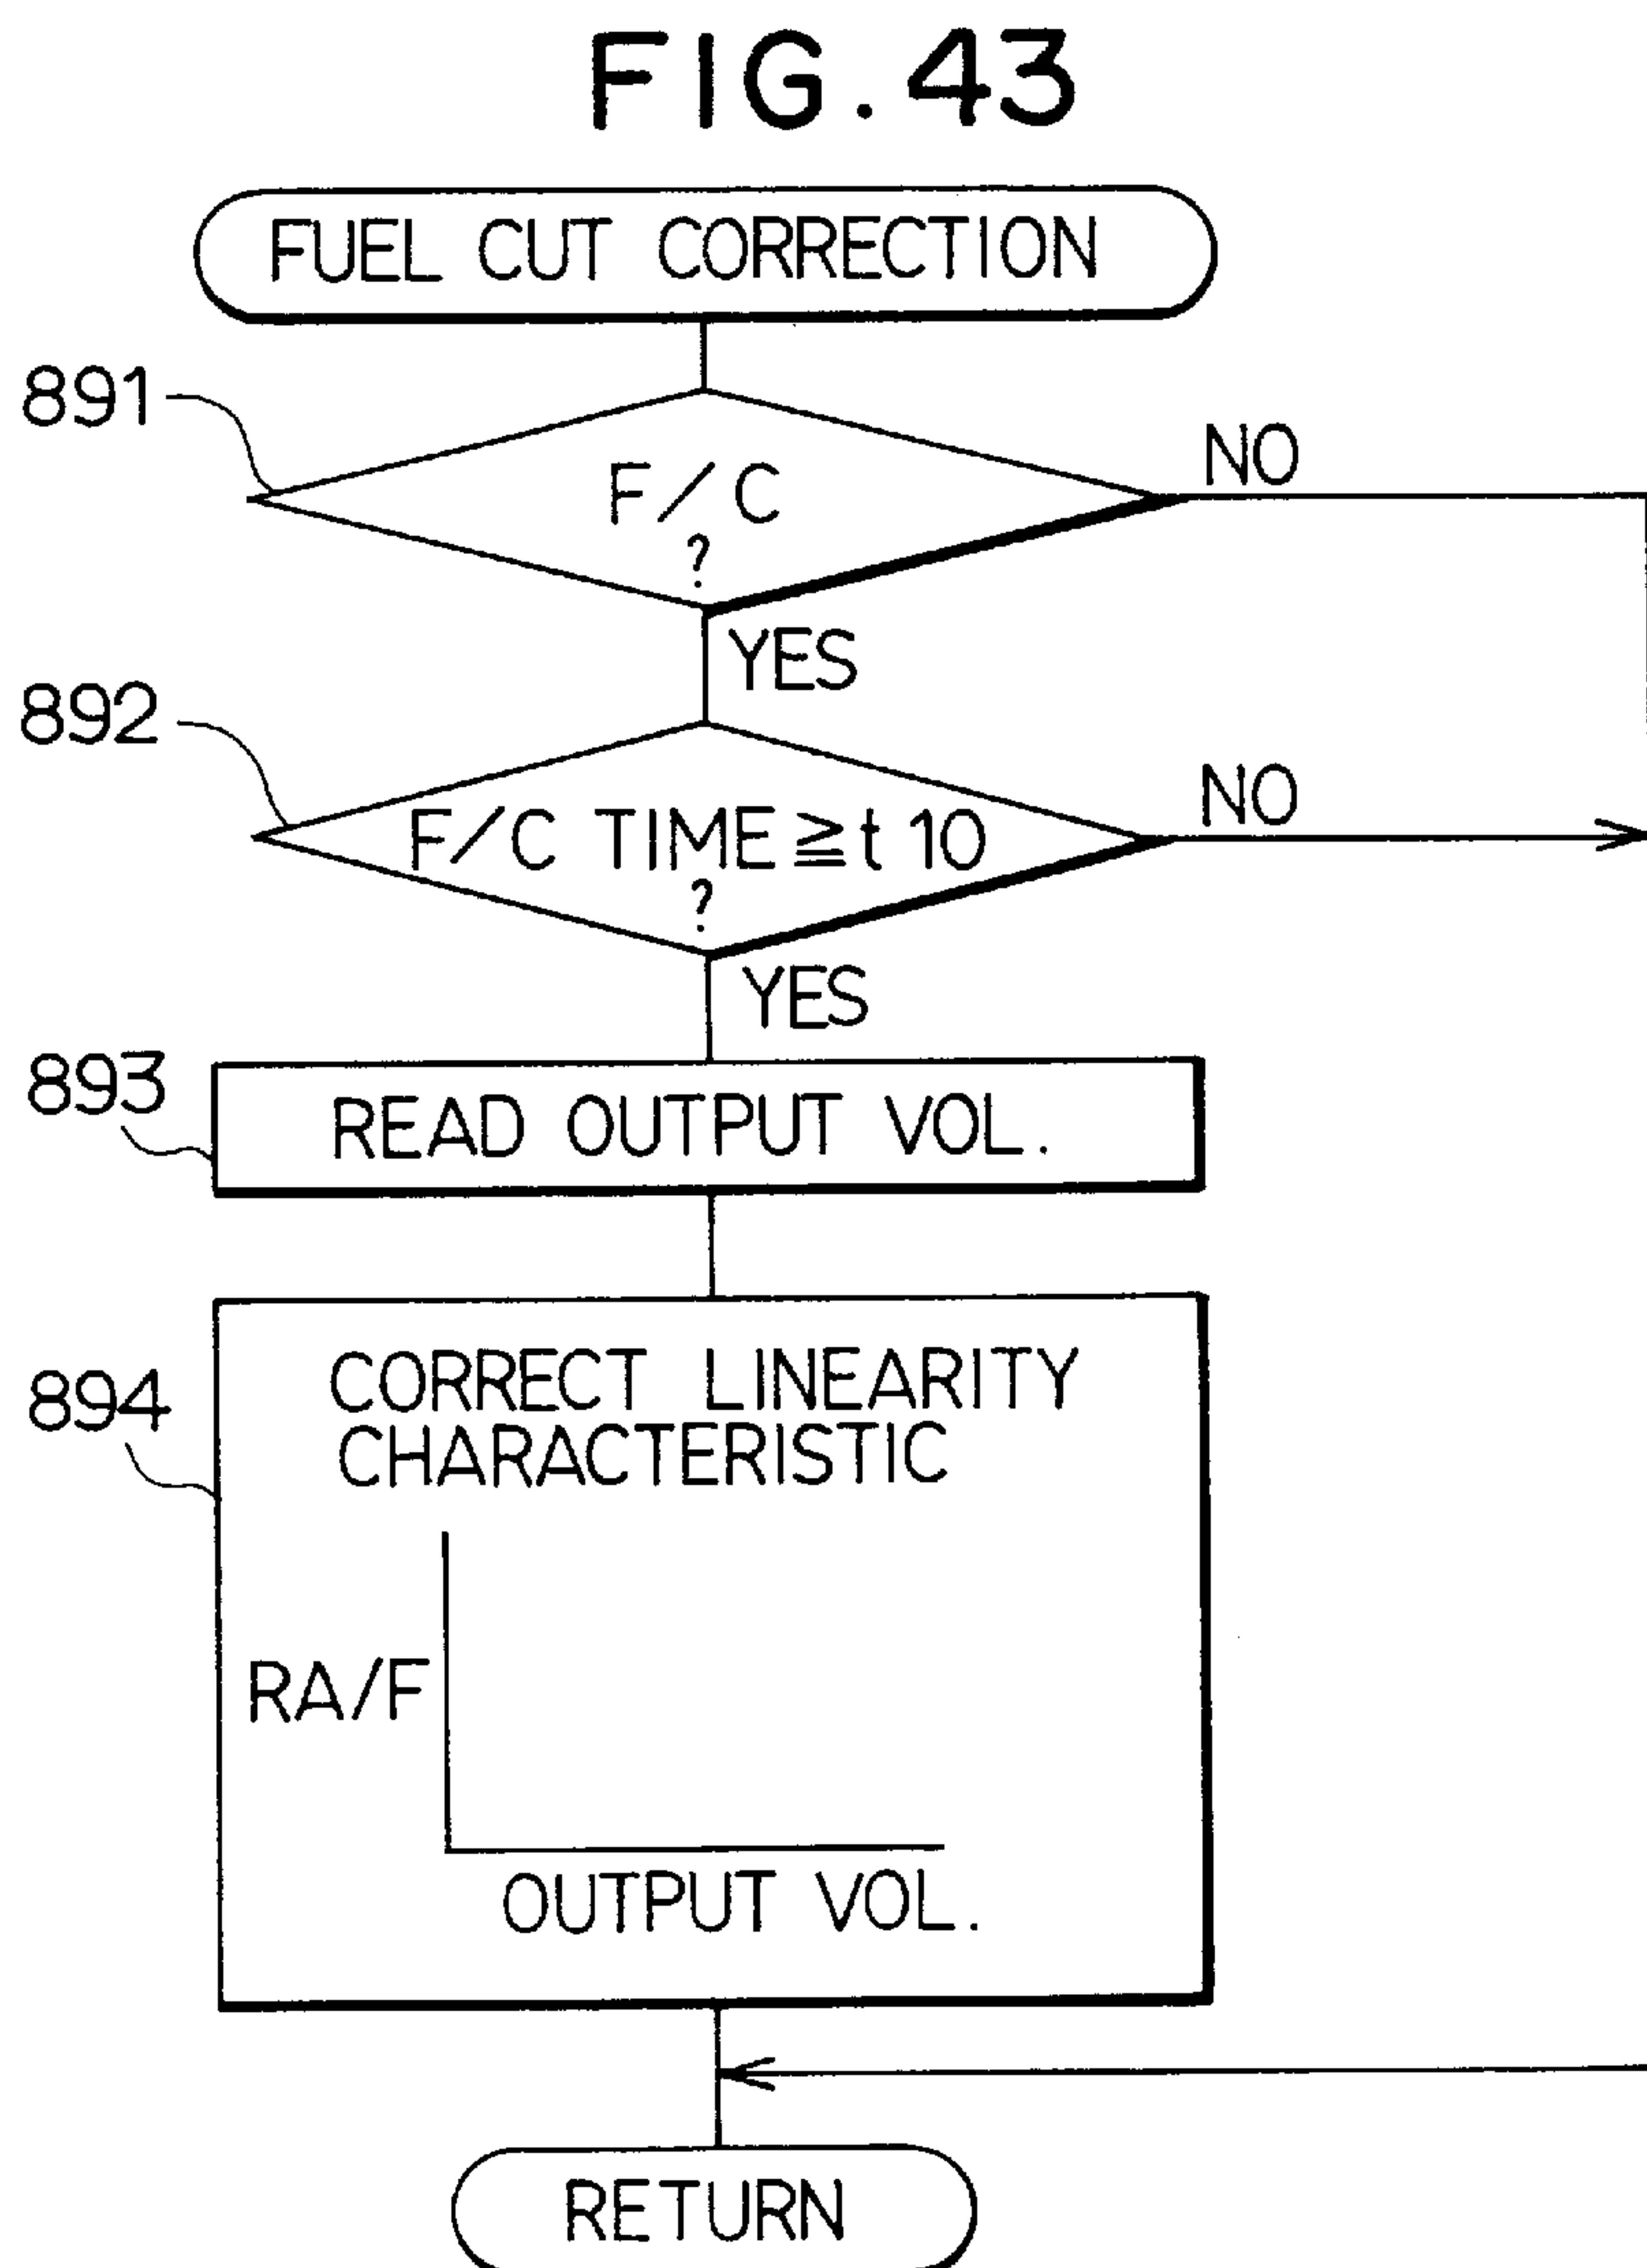 FIG.43
FUEL CUT CORRECTION
891
F/C
?
NO
YES
892
F/C TIME ≧ t 10
?
NO
YES
893
READ OUTPUT VOL.
894
CORRECT LINEARITY
CHARACTERISTIC
RA/F
OUTPUT VOL.
RETURN